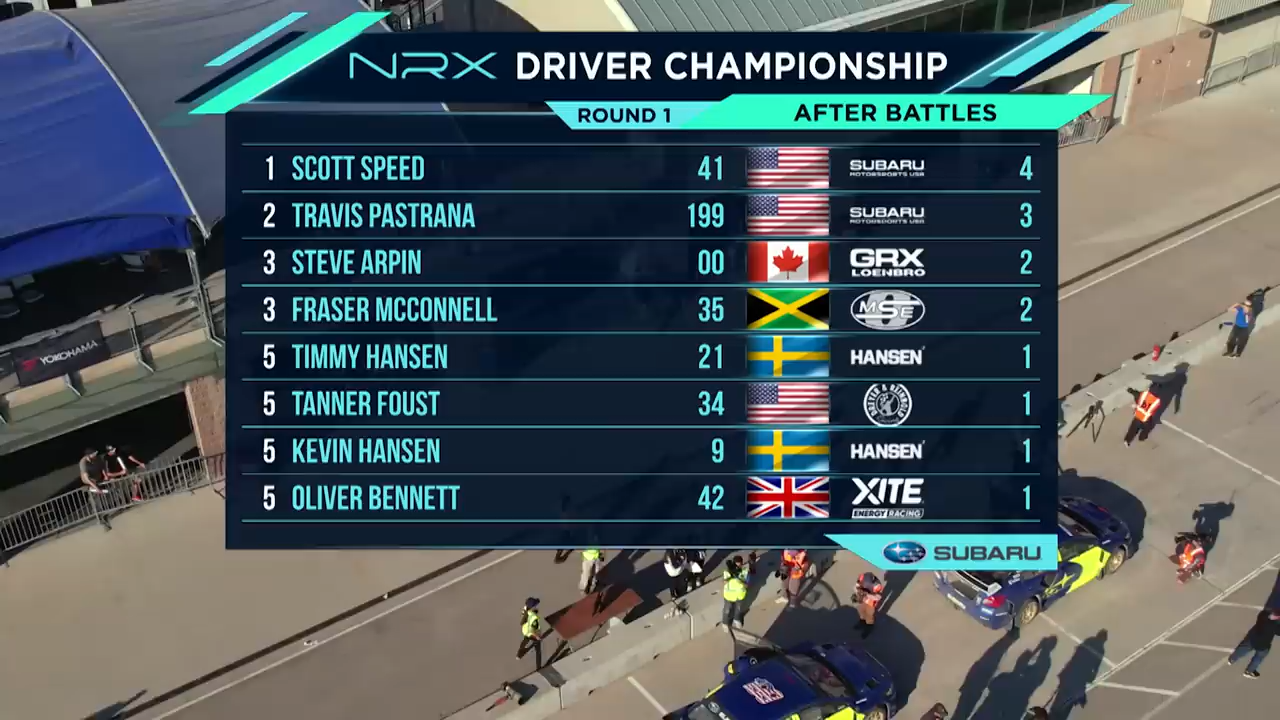 NRX DRIVER CHAMPIONSHIP
ROUND 1 AFTER BATTLES
1 SCOTT SPEED 41 SUBARU MOTORSPORTS USA 4
2 TRAVIS PASTRANA 199 SUBARU MOTORSPORTS USA 3
3 STEVE ARPIN 00 GRX LOENBRO 2
3 FRASER MCCONNELL 35 MSE 2
5 TIMMY HANSEN 21 HANSEN 1
5 TANNER FOUST 34 1
5 KEVIN HANSEN 9 HANSEN 1
5 OLIVER BENNETT 42 XITE ENERGY RACING 1
SUBARU
YOKOHAMA